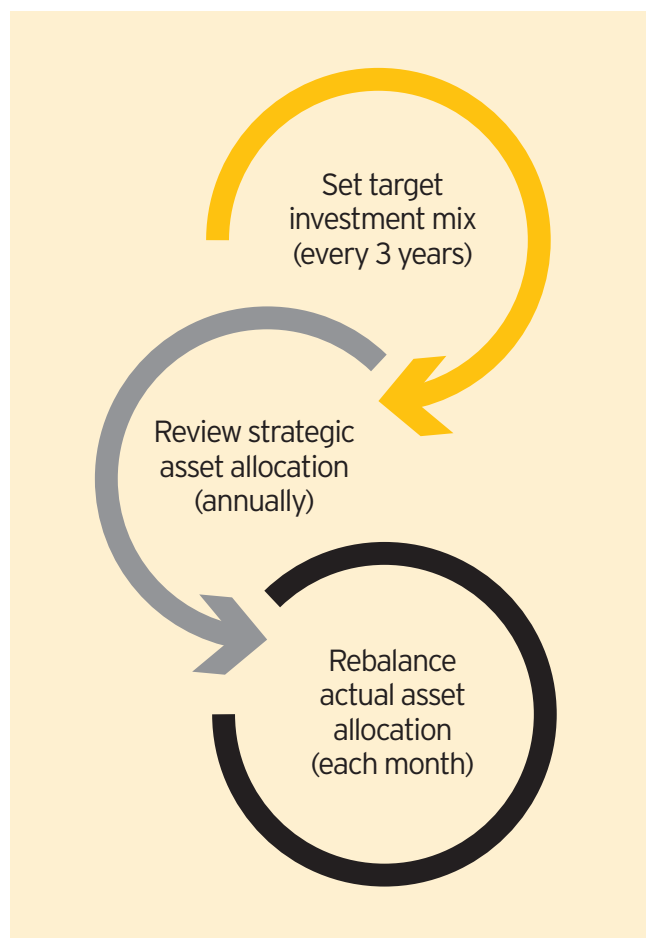 Set target
investment mix
(every 3 years)
Review strategic
asset allocation
(annually)
Rebalance
actual asset
allocation
(each month)